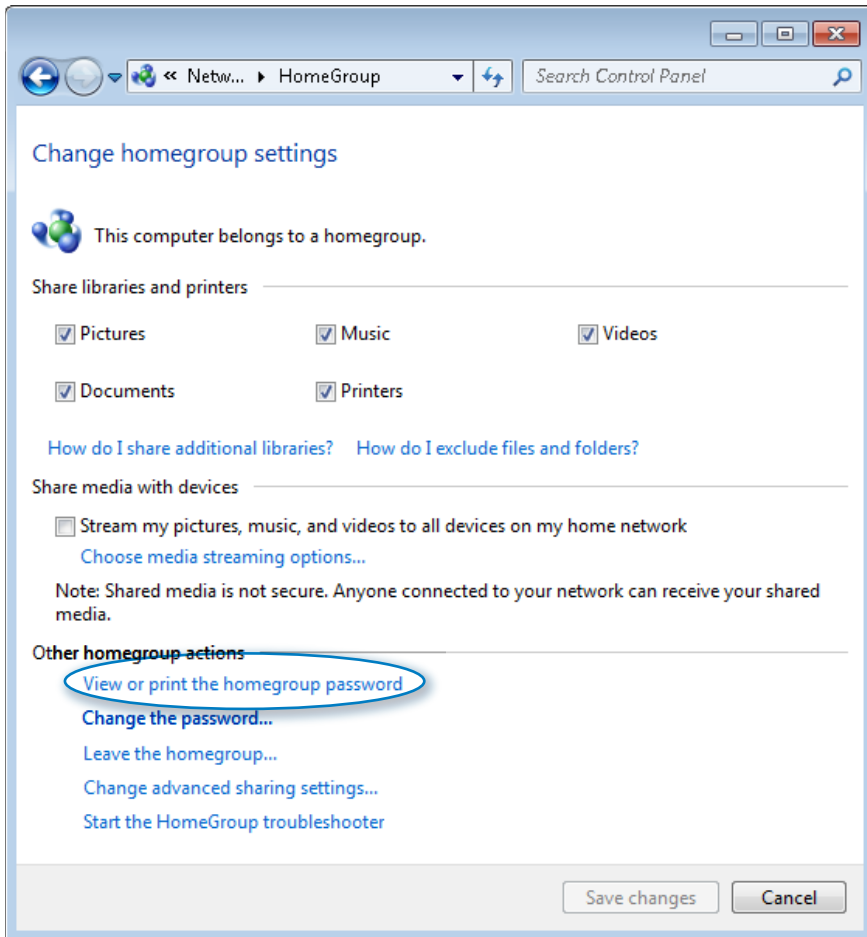 « Netw... ▸ HomeGroup Search Control Panel
Change homegroup settings
This computer belongs to a homegroup.
Share libraries and printers
Pictures Music Videos
Documents Printers
How do I share additional libraries? How do I exclude files and folders?
Share media with devices
Stream my pictures, music, and videos to all devices on my home network
Choose media streaming options...
Note: Shared media is not secure. Anyone connected to your network can receive your shared
media.
Other homegroup actions
View or print the homegroup password
Change the password...
Leave the homegroup...
Change advanced sharing settings...
Start the HomeGroup troubleshooter
Save changes Cancel